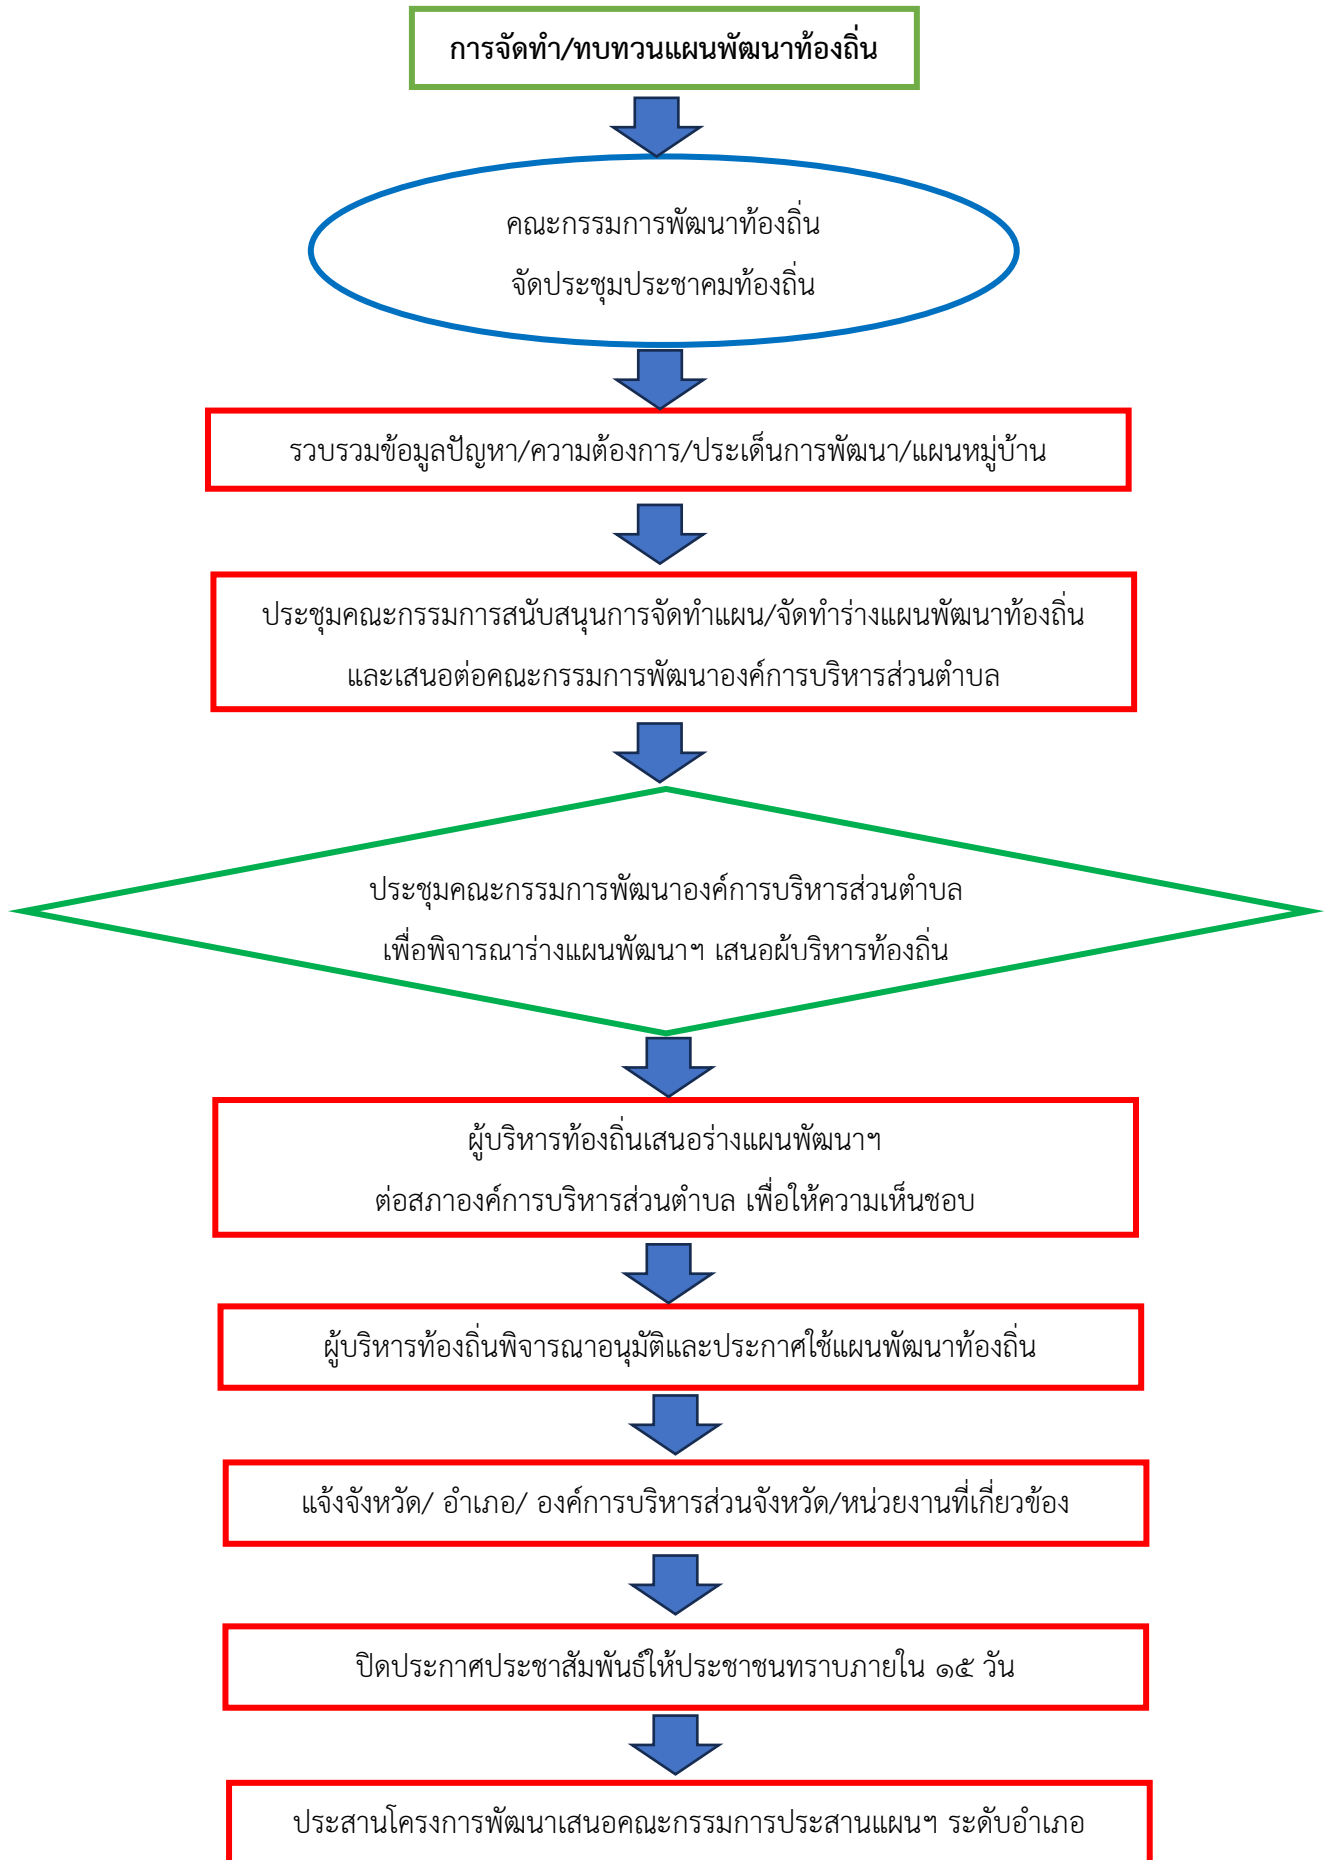 การจัดทำ/ทบทวนแผนพัฒนาท้องถิ่น
คณะกรรมการพัฒนาท้องถิ่น
จัดประชุมประชาคมท้องถิ่น
รวบรวมข้อมูลปัญหา/ความต้องการ/ประเด็นการพัฒนา/แผนหมู่บ้าน
ประชุมคณะกรรมการสนับสนุนการจัดทำแผน/จัดทำร่างแผนพัฒนาท้องถิ่น
และเสนอต่อคณะกรรมการพัฒนาองค์การบริหารส่วนตำบล
ประชุมคณะกรรมการพัฒนาองค์การบริหารส่วนตำบล
เพื่อพิจารณาร่างแผนพัฒนาฯ เสนอผู้บริหารท้องถิ่น
ผู้บริหารท้องถิ่นเสนอร่างแผนพัฒนาฯ
ต่อสภาองค์การบริหารส่วนตำบล เพื่อให้ความเห็นชอบ
ผู้บริหารท้องถิ่นพิจารณาอนุมัติและประกาศใช้แผนพัฒนาท้องถิ่น
แจ้งจังหวัด/ อำเภอ/ องค์การบริหารส่วนจังหวัด/หน่วยงานที่เกี่ยวข้อง
ปิดประกาศประชาสัมพันธ์ให้ประชาชนทราบภายใน ๑๕ วัน
ประสานโครงการพัฒนาเสนอคณะกรรมการประสานแผนฯ ระดับอำเภอ